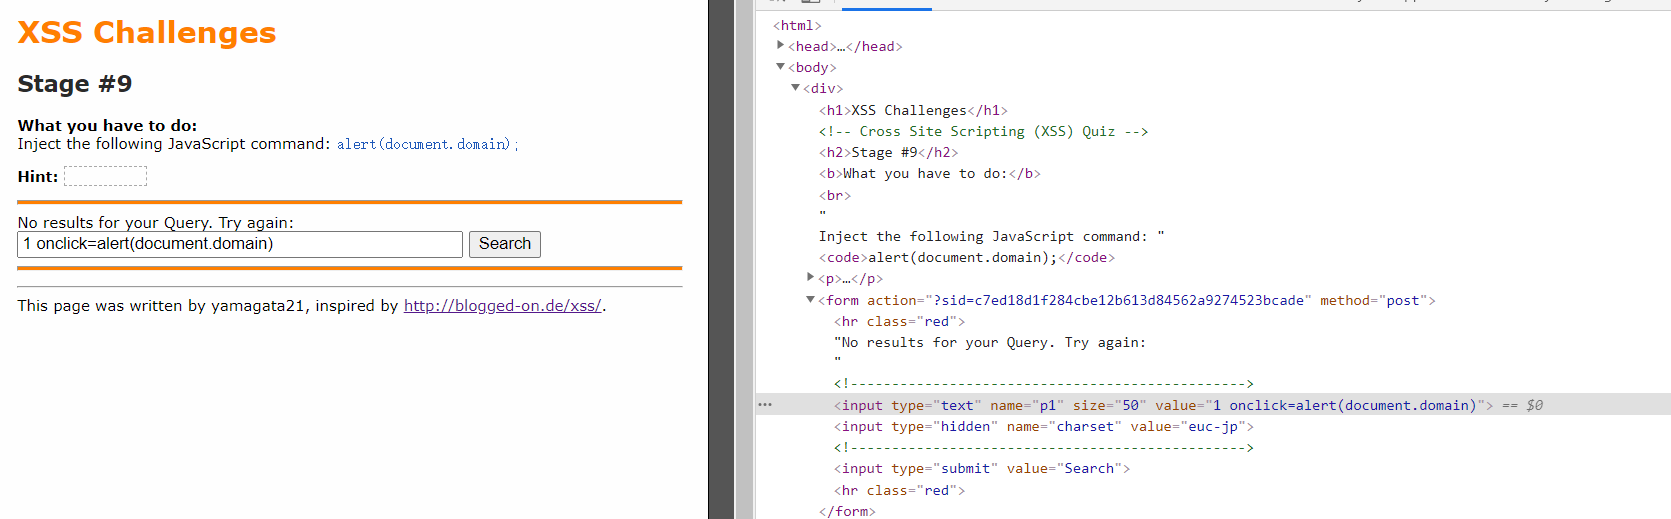 XSS Challenges
Stage #9
What you have to do:
Inject the following JavaScript command: alert(document.domain);
Hint:
No results for your Query. Try again:
1 onclick=alert(document.domain) Search
This page was written by yamagata21, inspired by http://blogged-on.de/xss/.
<html>
<head>…</head>
<body>
<div>
<h1>XSS Challenges</h1>
<!-- Cross Site Scripting (XSS) Quiz -->
<h2>Stage #9</h2>
<b>What you have to do:</b>
<br>
"
Inject the following JavaScript command: "
<code>alert(document.domain);</code>
<p>…</p>
<form action="?sid=c7ed18d1f284cbe12b613d84562a9274523bcade" method="post">
<hr class="red">
"No results for your Query. Try again:
"
<!------------------------------------------------>
<input type="text" name="p1" size="50" value="1 onclick=alert(document.domain)"> == $0
<input type="hidden" name="charset" value="euc-jp">
<!------------------------------------------------>
<input type="submit" value="Search">
<hr class="red">
</form>